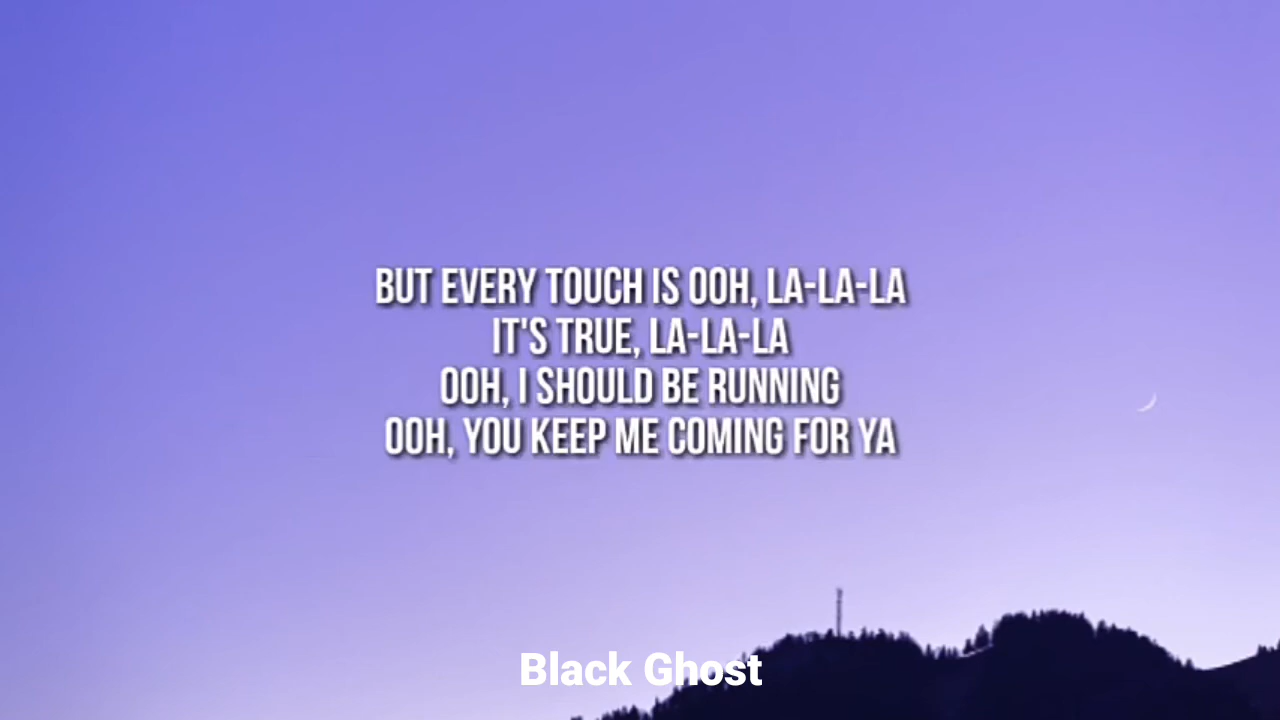 BUT EVERY TOUCH IS OOH, LA-LA-LA
IT'S TRUE, LA-LA-LA
OOH, I SHOULD BE RUNNING
OOH, YOU KEEP ME COMING FOR YA
Black Ghost